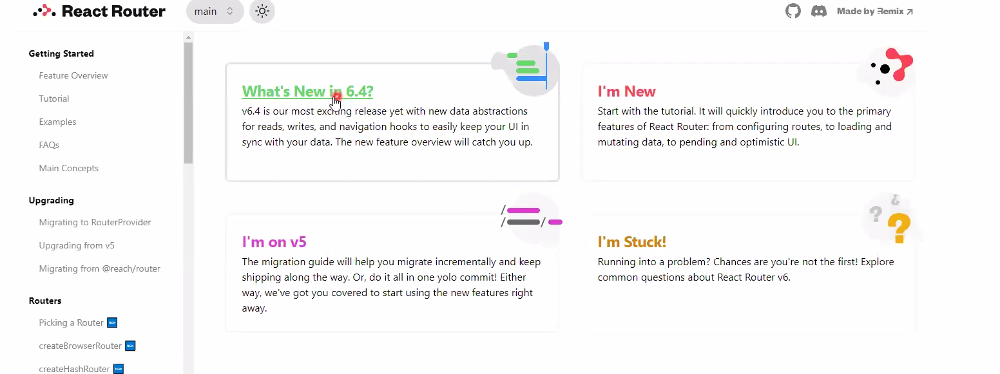 React Router
main
Made by Remix ↗
Getting Started
Feature Overview
Tutorial
Examples
FAQs
Main Concepts
Upgrading
Migrating to RouterProvider
Upgrading from v5
Migrating from @reach/router
Routers
Picking a Router NEW
createBrowserRouter NEW
createHashRouter NEW
What's New in 6.4?
v6.4 is our most exciting release yet with new data abstractions
for reads, writes, and navigation hooks to easily keep your UI in
sync with your data. The new feature overview will catch you up.
I'm New
Start with the tutorial. It will quickly introduce you to the primary
features of React Router: from configuring routes, to loading and
mutating data, to pending and optimistic UI.
I'm on v5
The migration guide will help you migrate incrementally and keep
shipping along the way. Or, do it all in one yolo commit! Either
way, we've got you covered to start using the new features right
away.
I'm Stuck!
Running into a problem? Chances are you're not the first! Explore
common questions about React Router v6.